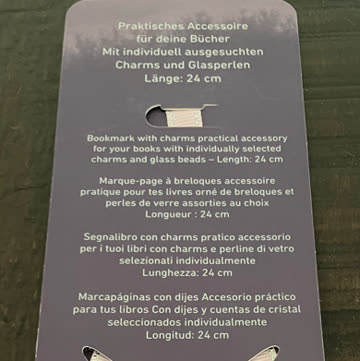 Praktisches Accessoire
für deine Bücher
Mit individuell ausgesuchten
Charms und Glasperlen
Länge: 24 cm
Bookmark with charms practical accessory
for your books with individually selected
charms and glass beads – Length: 24 cm
Marque-page à breloques accessoire
pratique pour tes livres orné de breloques et
perles de verre assorties au choix
Longueur : 24 cm
Segnalibro con charms pratico accessorio
per i tuoi libri con charms e perline di vetro
selezionati individualmente
Lunghezza: 24 cm
Marcapáginas con dijes Accesorio práctico
para tus libros Con dijes y cuentas de cristal
seleccionados individualmente
Longitud: 24 cm